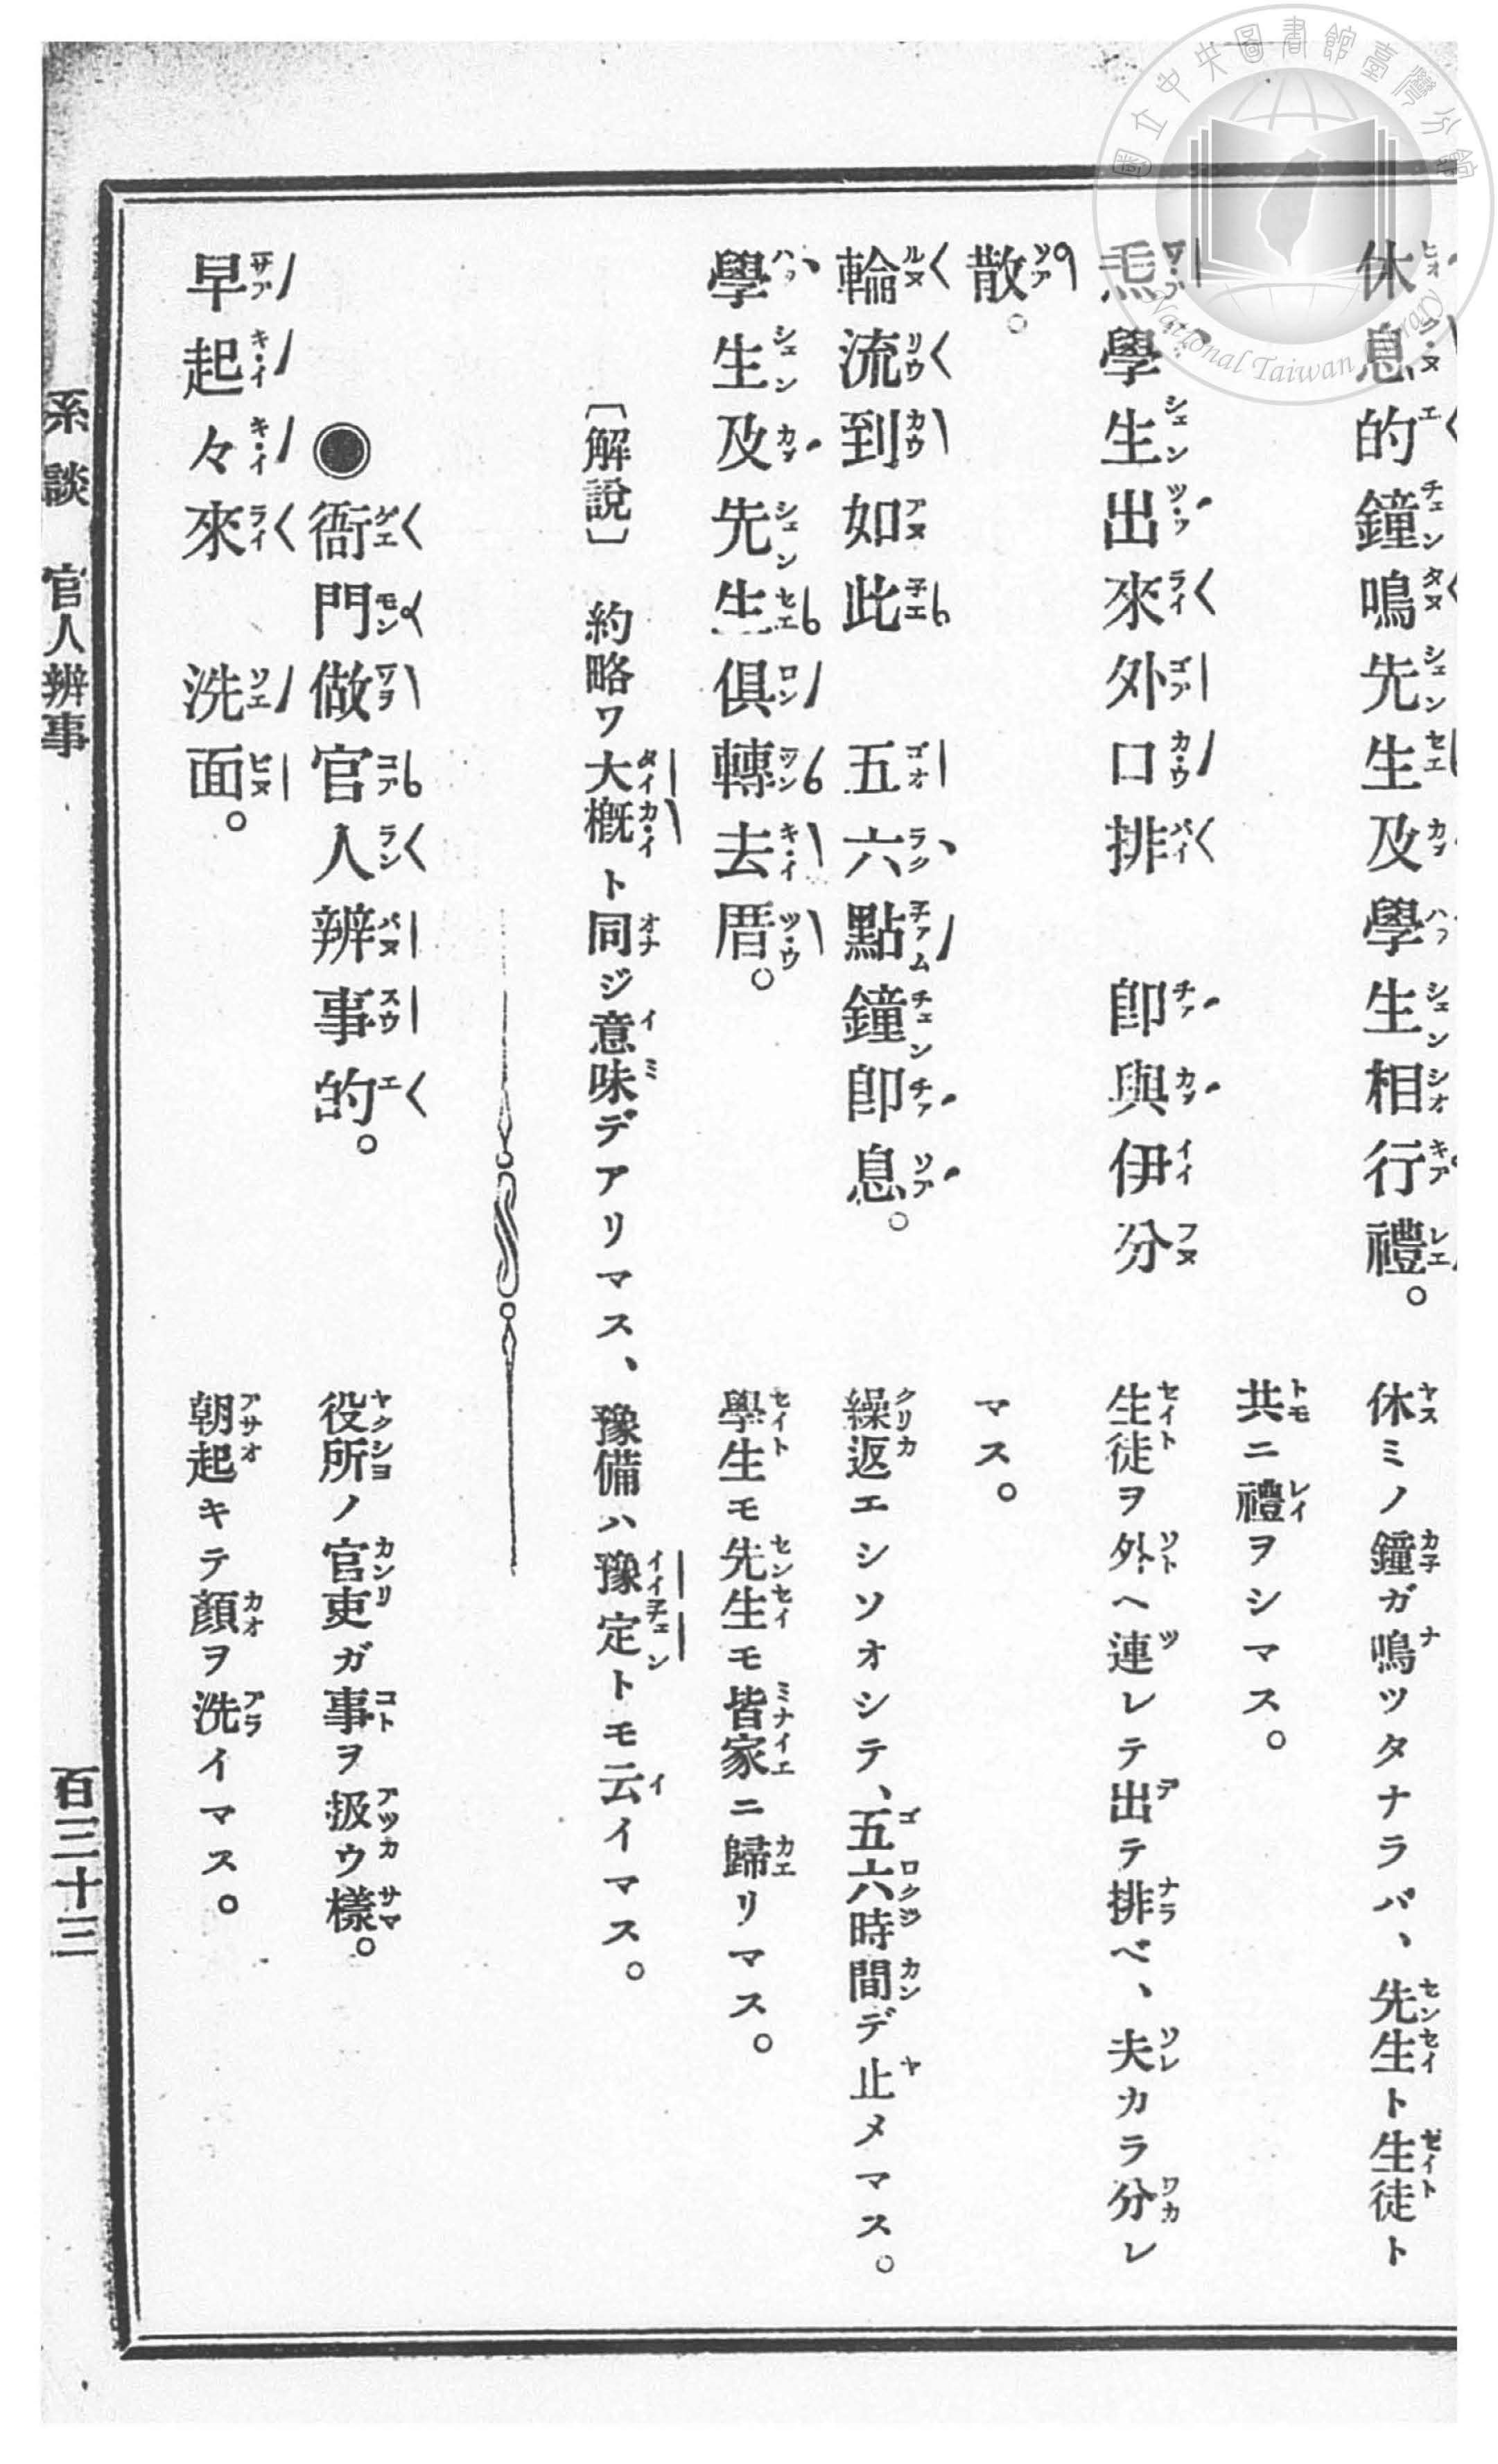 休息的鐘鳴先生及學生相行禮。
休ミノ鐘ガ鳴ツタナラバ、先生ト生徒ト
共ニ禮ヲシマス。
𤆬學生出來外口排　卽與伊分
散。
生徒ヲ外ヘ連レテ出テ排ベ、夫カラ分レ
マス。
輪流到如此　五六點鐘卽息。
繰返エシソオシテ、五六時間デ止メマス。
學生及先生俱轉去厝。
學生モ先生モ皆家ニ歸リマス。
〔解說〕　約略ワ大槪ト同ジ意味デアリマス、豫備ハ豫定トモ云イマス。
◉衙門做官人辨事的。
役所ノ官吏ガ事ヲ扱ウ樣。
早起々來　洗面。
朝起キテ顏ヲ洗イマス。
系談　官人辨事　百三十三
國立中央圖書館臺灣分館
National Taiwan Library